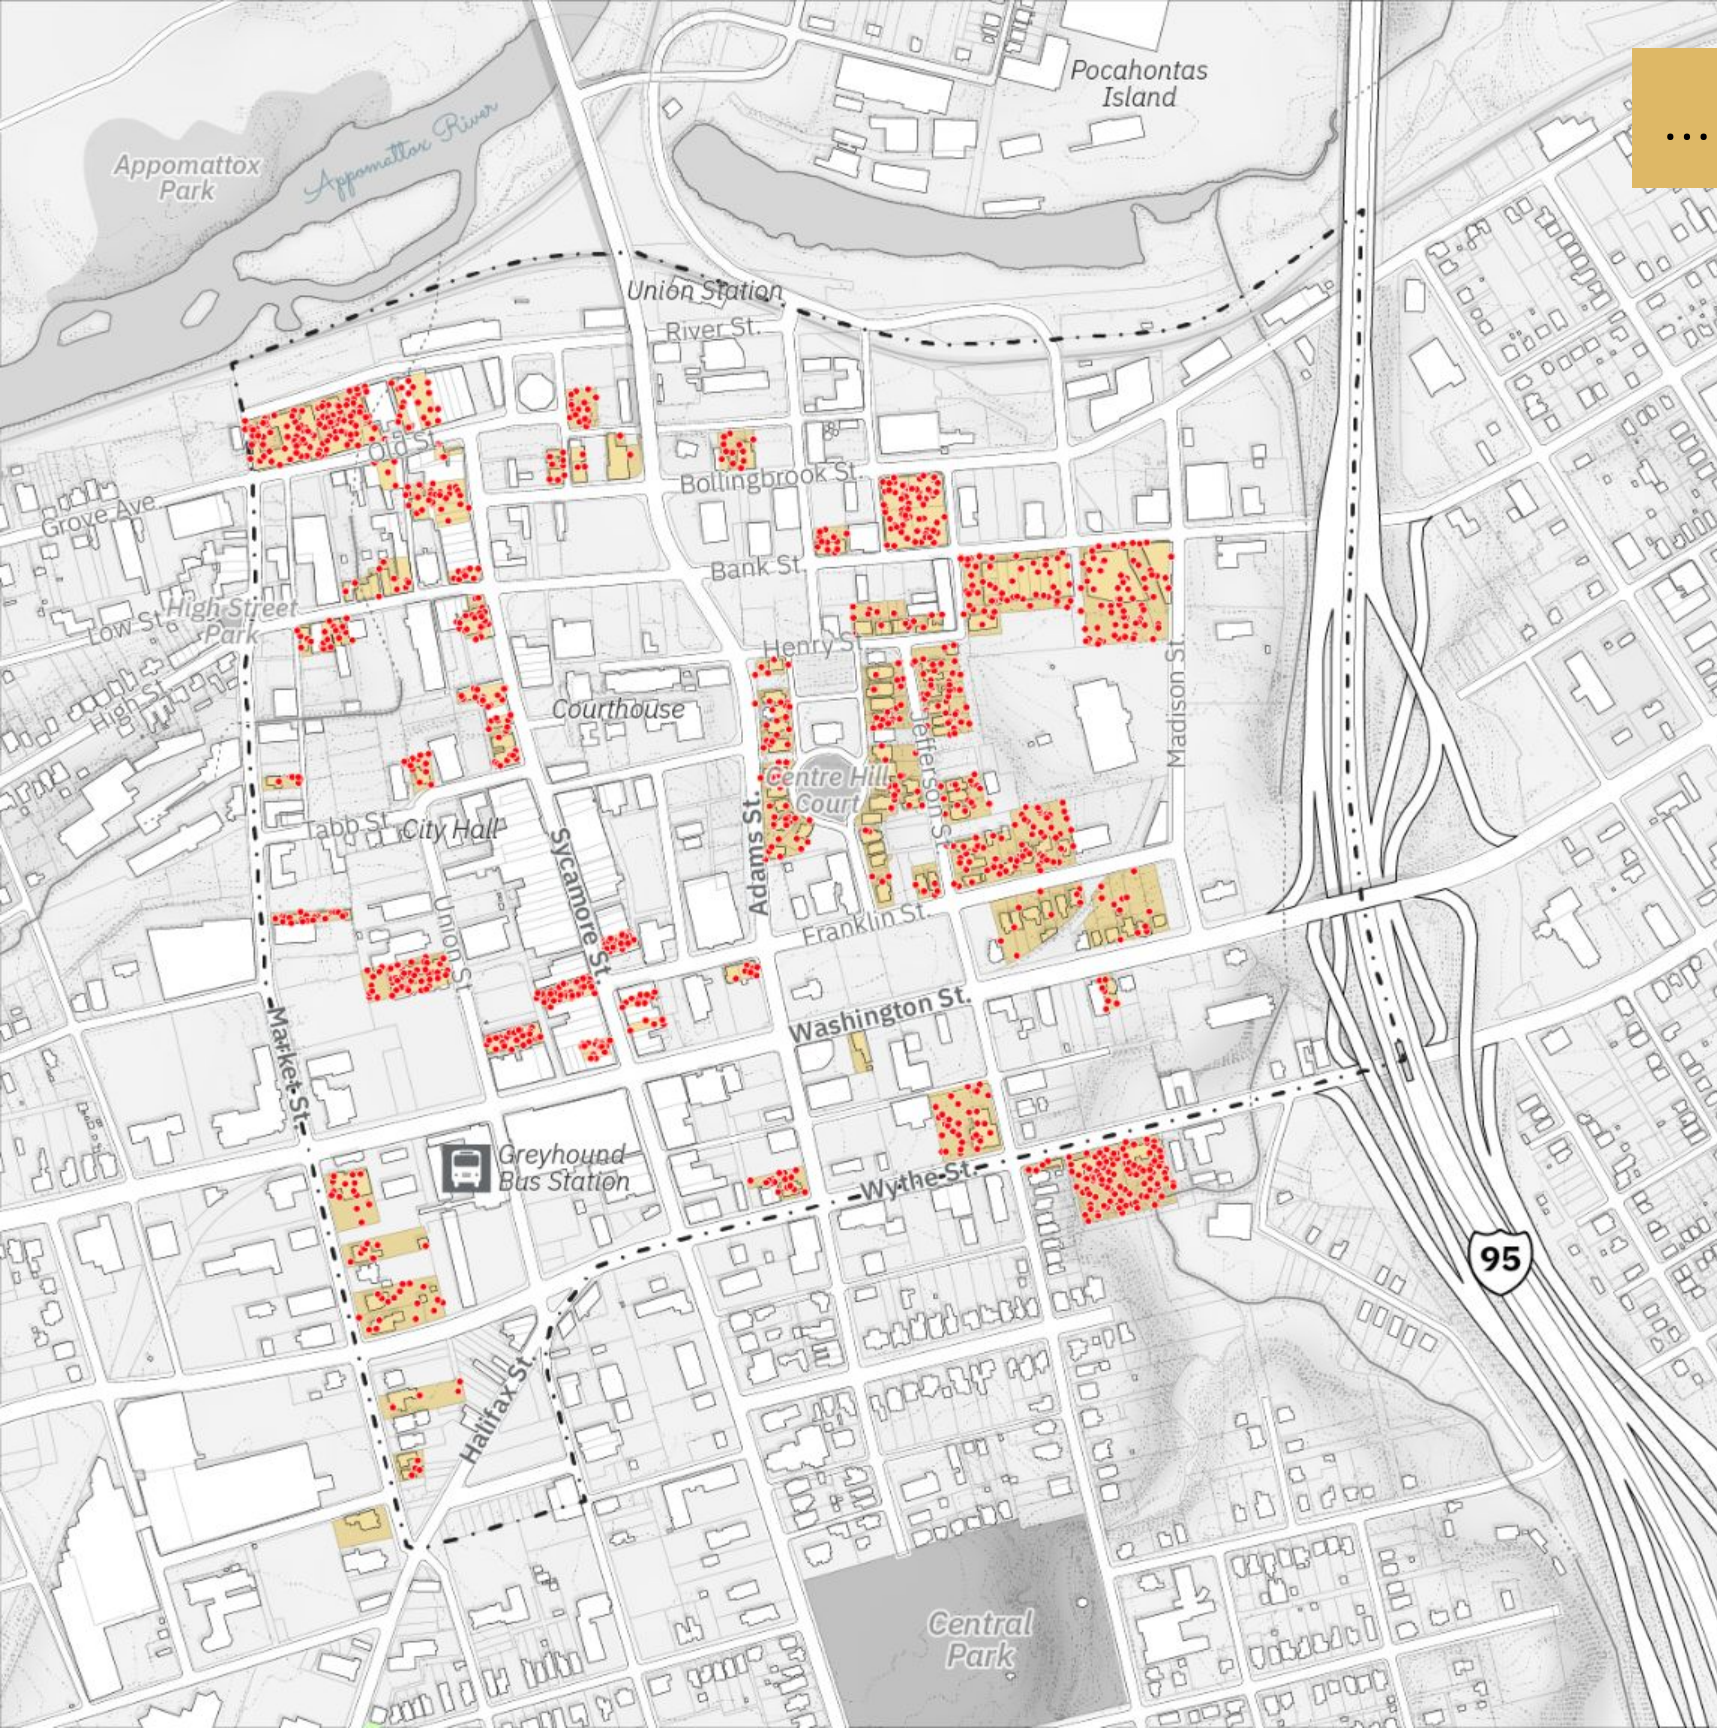 Pocahontas
Island
...
Appomattox River
Appomattox
Park
Union Station
River St.
Old St.
Bollingbrook St.
Grove Ave.
Bank St.
High Street
Park
Low St.
Henry St.
High St.
Courthouse
Madison St.
Jefferson St.
Centre Hill
Court
Tabb St.
City Hall
Adams St.
Sycamore St.
Union St.
Franklin St.
Washington St.
Market St.
Greyhound
Bus Station
Wythe St.
95
Halifax St.
Central
Park